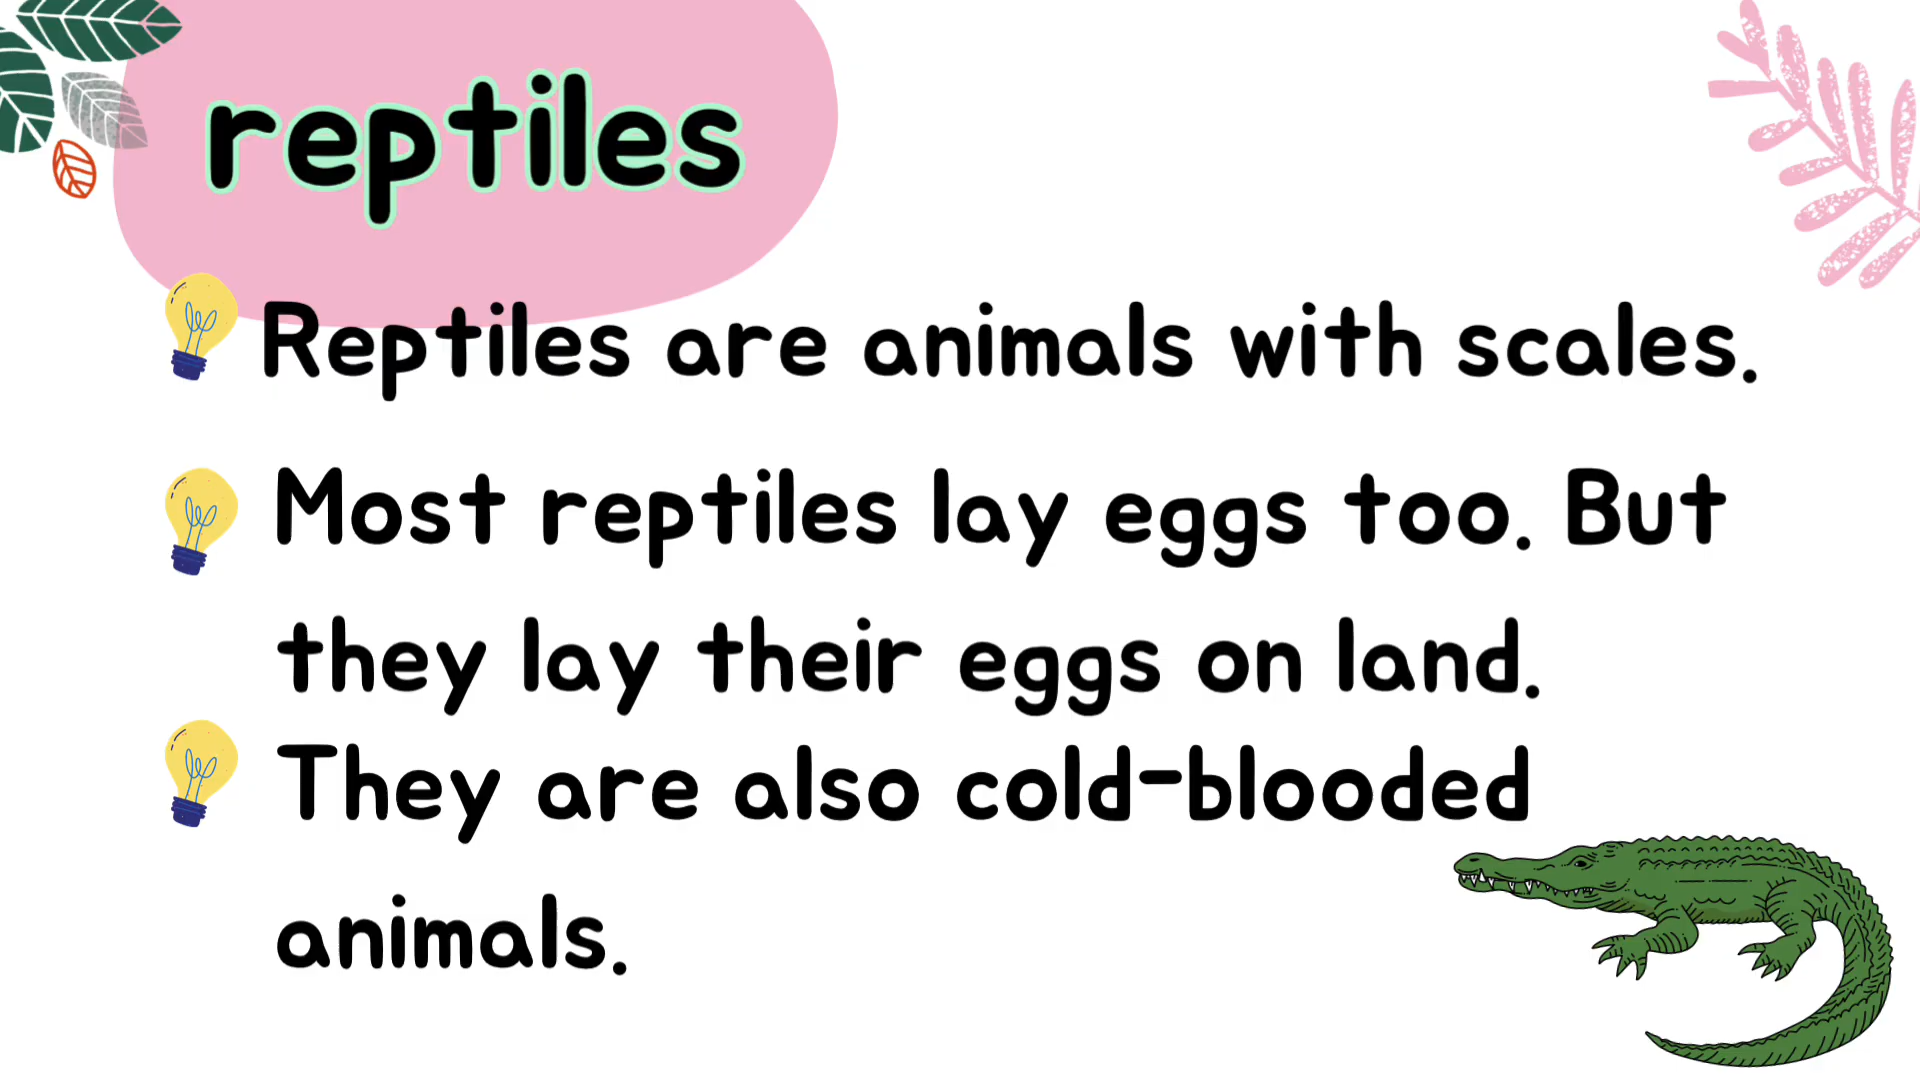 reptiles
Reptiles are animals with scales.
Most reptiles lay eggs too. But
they lay their eggs on land.
They are also cold-blooded
animals.